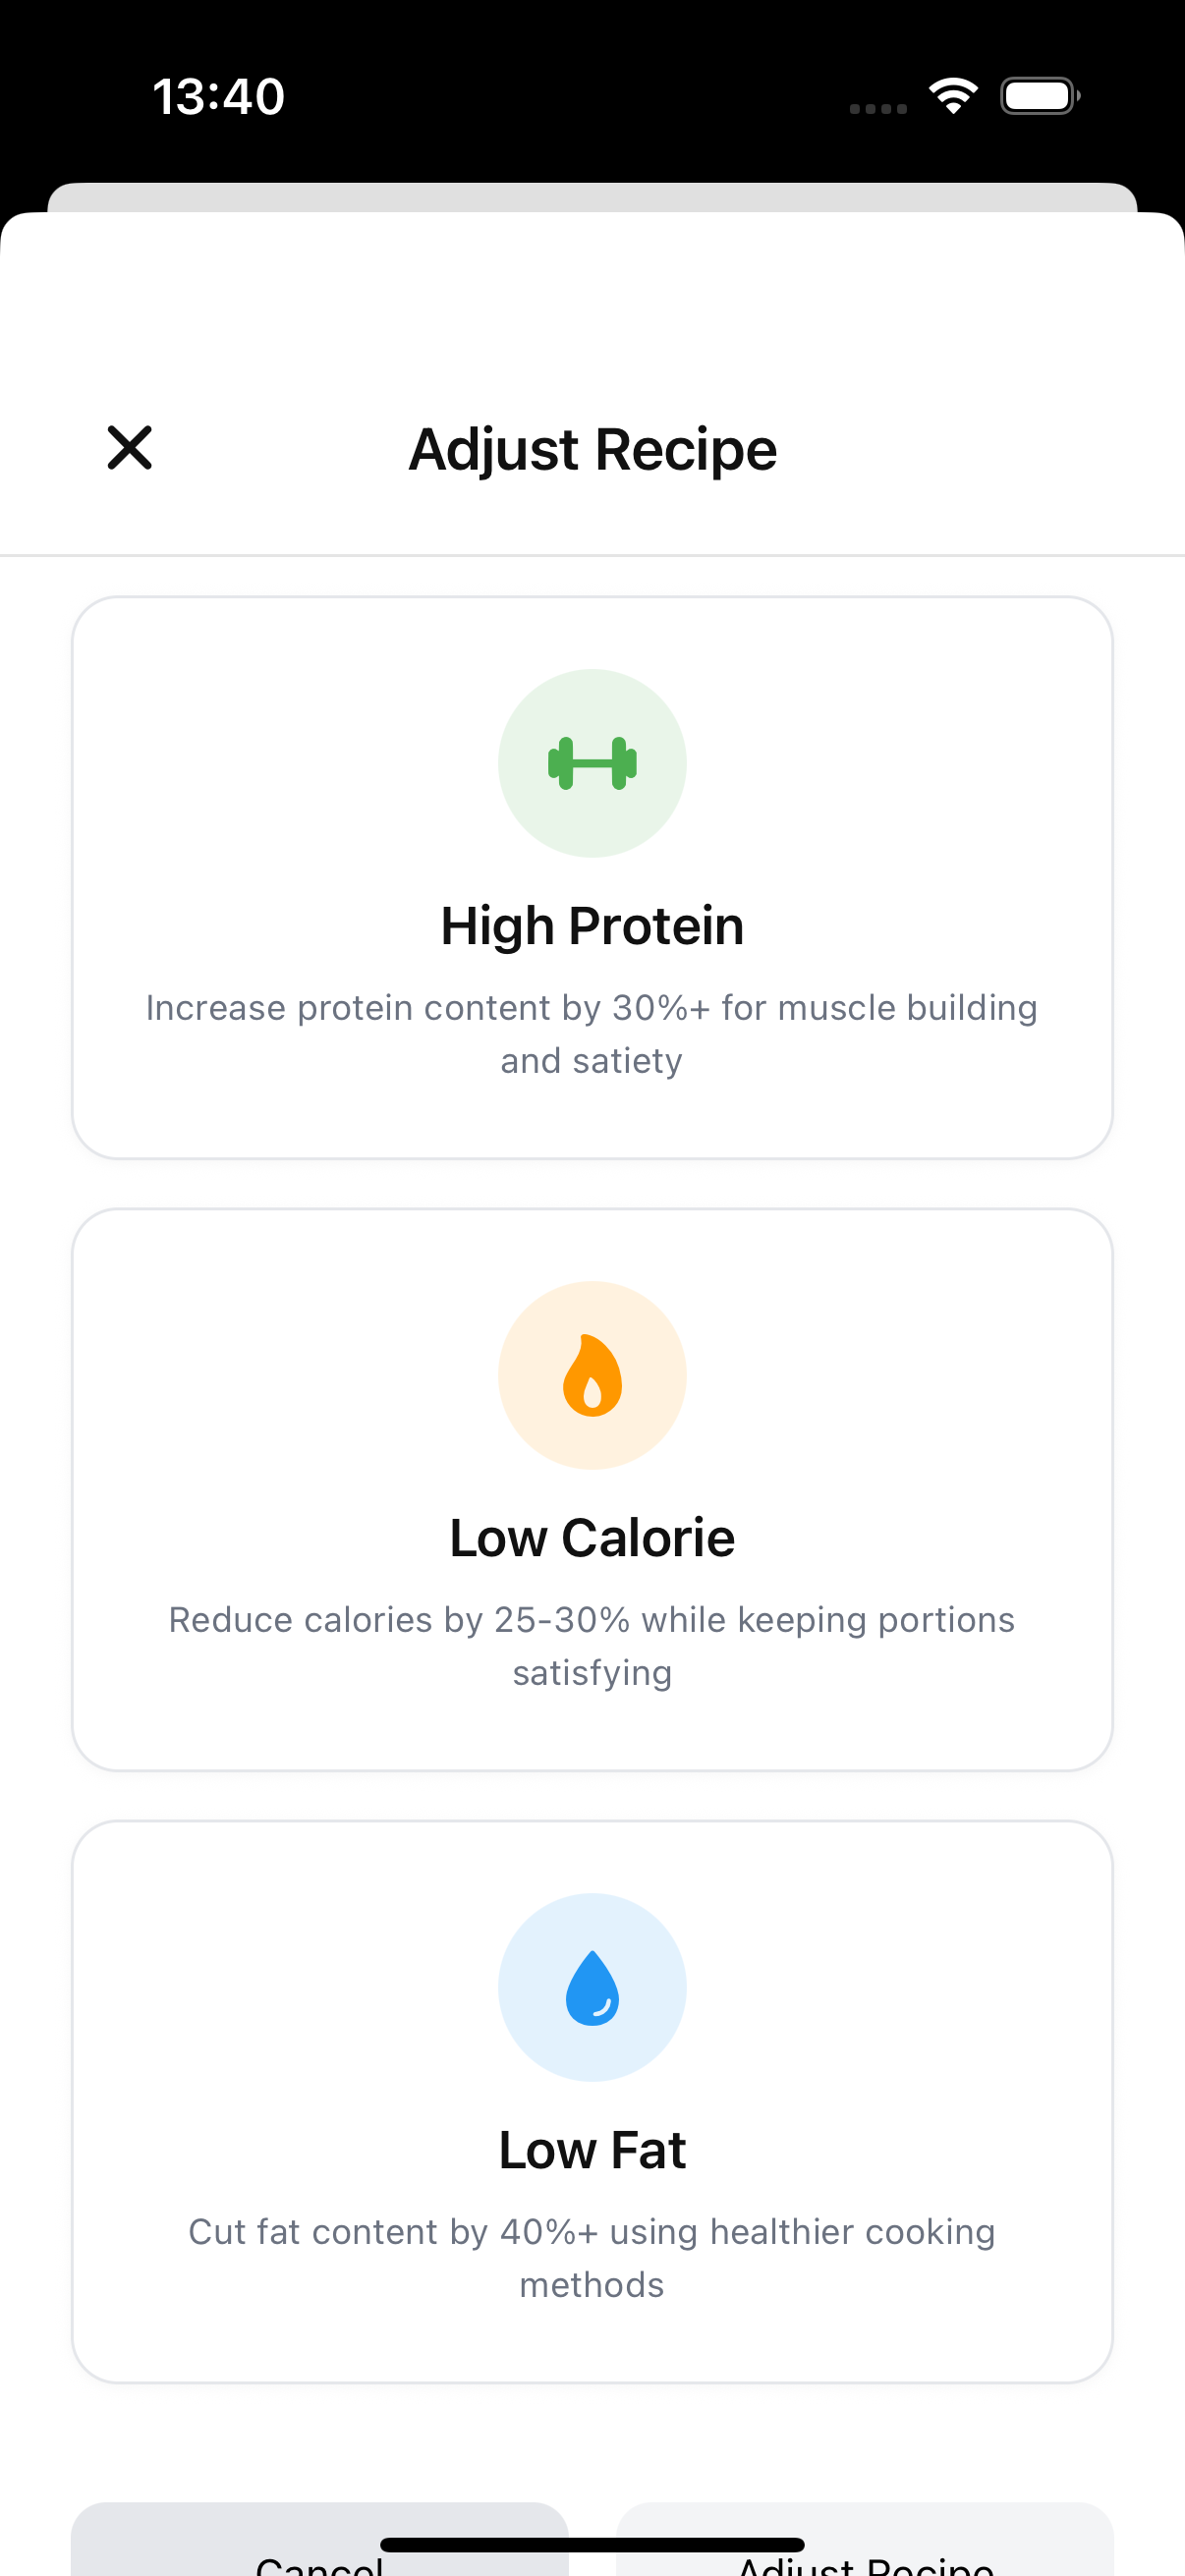 13:40
Adjust Recipe
High Protein
Increase protein content by 30%+ for muscle building
and satiety
Low Calorie
Reduce calories by 25-30% while keeping portions
satisfying
Low Fat
Cut fat content by 40%+ using healthier cooking
methods
Cancel
Adjust Recipe